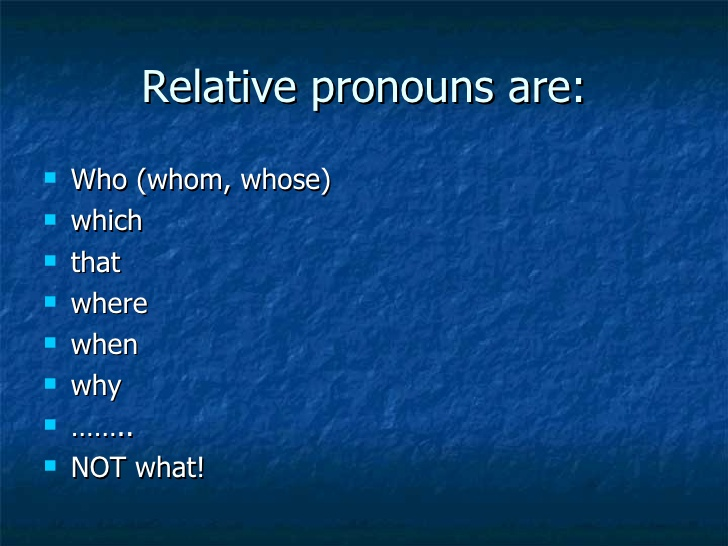 Relative pronouns are:
Who (whom, whose)
which
that
where
when
why
……..
NOT what!